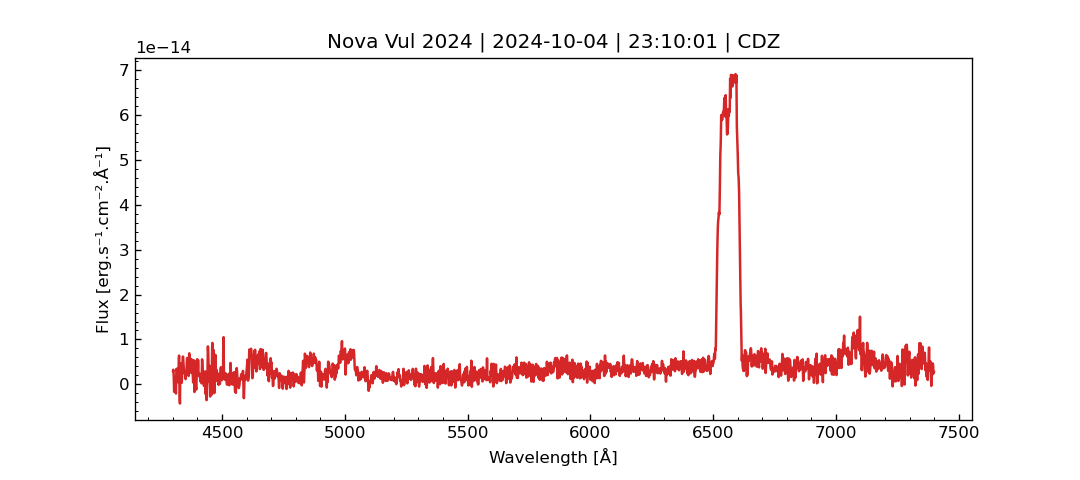 Nova Vul 2024 | 2024-10-04 | 23:10:01 | CDZ
1e−14
7
6
5
4
3
2
1
0
Flux [erg.s⁻¹.cm⁻².Å⁻¹]
4500 5000 5500 6000 6500 7000 7500
Wavelength [Å]